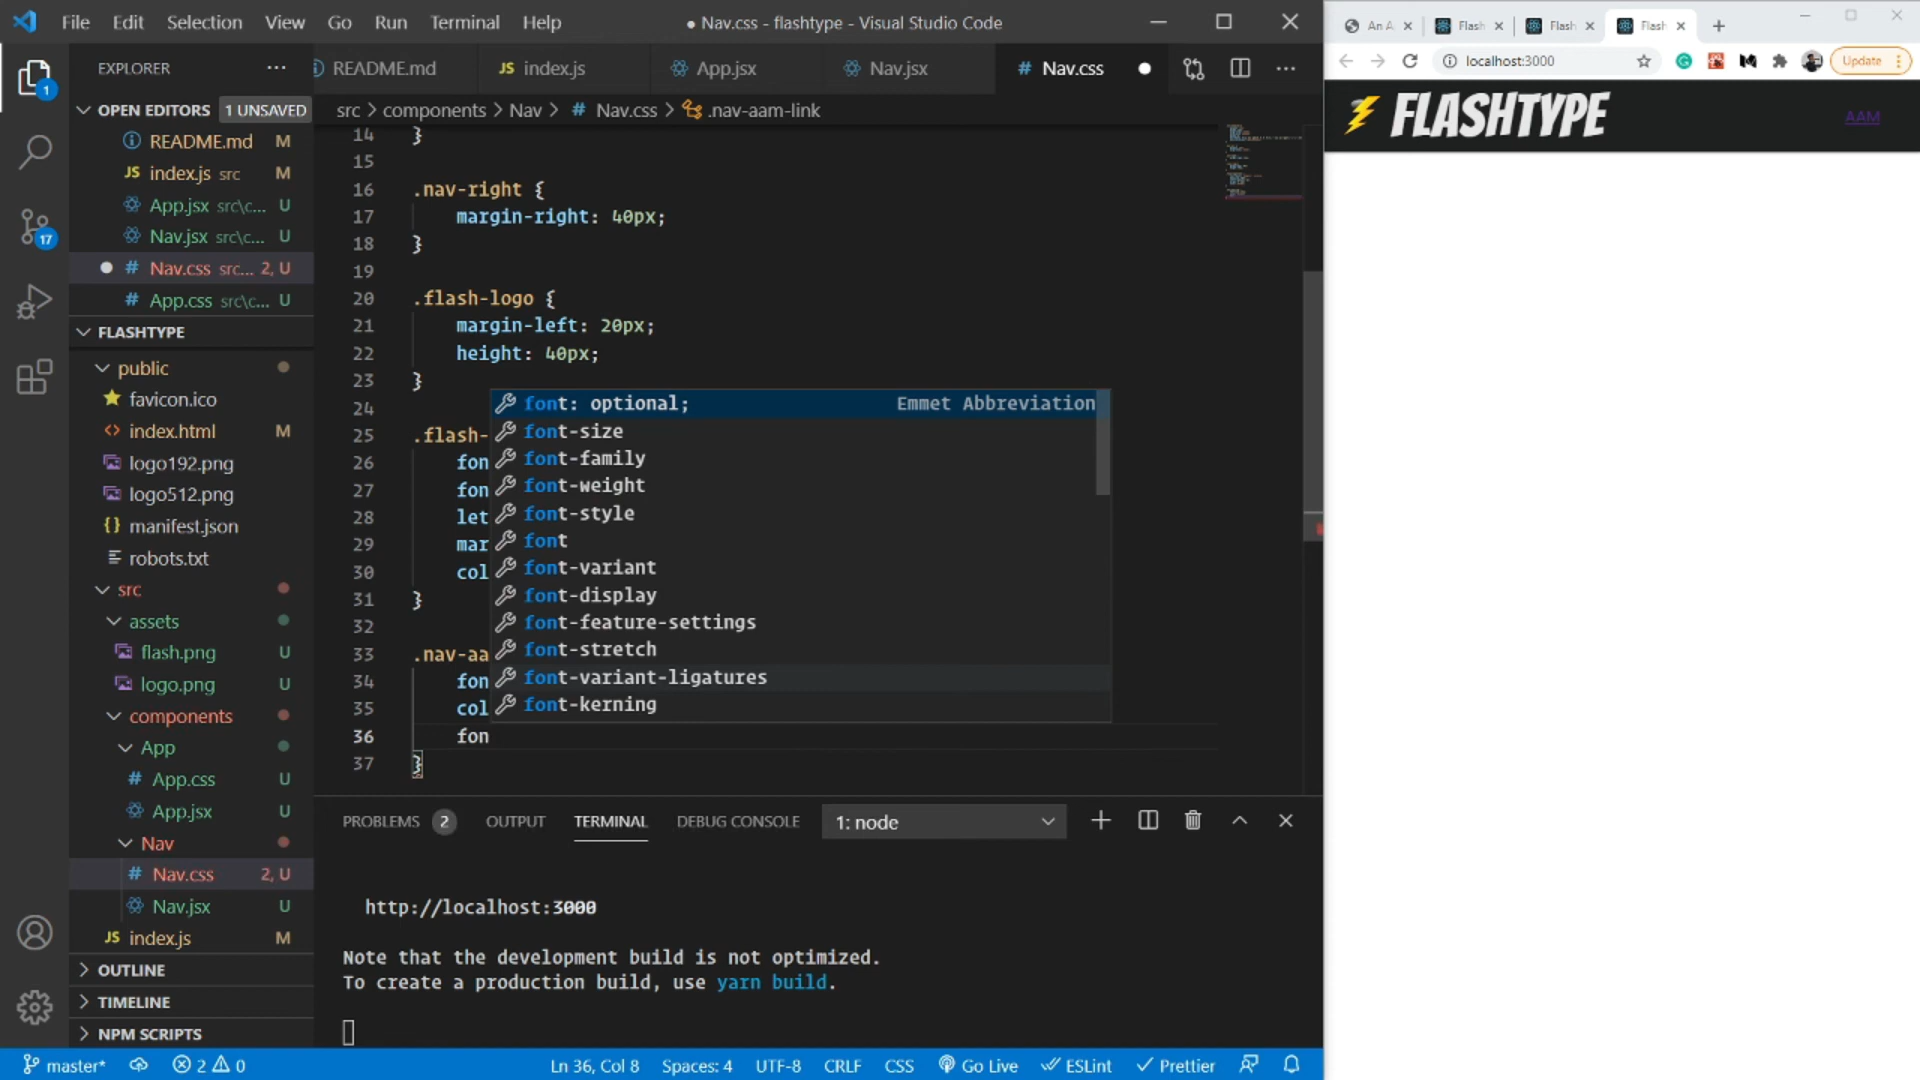 File Edit Selection View Go Run Terminal Help
● Nav.css - flashtype - Visual Studio Code
EXPLORER
OPEN EDITORS 1 UNSAVED
README.md M
index.js src M
App.jsx src\c... U
Nav.jsx src\c... U
Nav.css src... 2, U
App.css src\c... U
FLASHTYPE
public
favicon.ico
index.html M
logo192.png
logo512.png
manifest.json
robots.txt
src
assets
flash.png U
logo.png U
components
App
App.css U
App.jsx U
Nav
Nav.css 2, U
Nav.jsx U
index.js M
OUTLINE
TIMELINE
NPM SCRIPTS
1
17
README.md index.js App.jsx Nav.jsx Nav.css
src > components > Nav > # Nav.css > .nav-aam-link
14 }
15
16 .nav-right {
17 margin-right: 40px;
18 }
19
20 .flash-logo {
21 margin-left: 20px;
22 height: 40px;
23 }
24
25 .flash-
26 fon
27 fon
28 let
29 mar
30 col
31 }
32
33 .nav-aa
34 fon
35 col
36 fon
37 }
font: optional; Emmet Abbreviation
font-size
font-family
font-weight
font-style
font
font-variant
font-display
font-feature-settings
font-stretch
font-variant-ligatures
font-kerning
PROBLEMS 2 OUTPUT TERMINAL DEBUG CONSOLE 1: node
http://localhost:3000
Note that the development build is not optimized.
To create a production build, use yarn build.
master* 2 0 Ln 36, Col 8 Spaces: 4 UTF-8 CRLF CSS Go Live ESLint Prettier
An A Flash Flash Flash
localhost:3000 Update
FLASHTYPE AAM